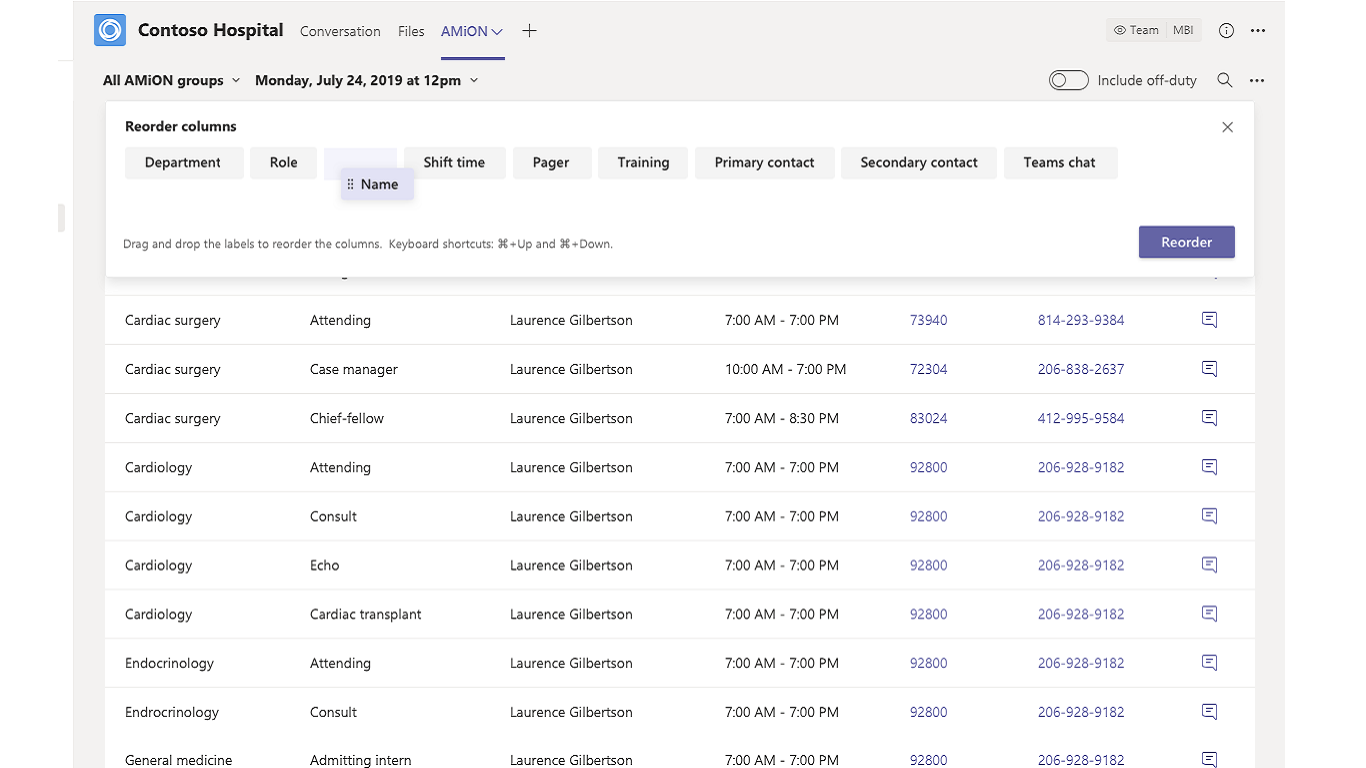 Contoso Hospital Conversation Files AMiON Team MBI
All AMiON groups Monday, July 24, 2019 at 12pm Include off-duty
Reorder columns
Department Role Name Shift time Pager Training Primary contact Secondary contact Teams chat
Drag and drop the labels to reorder the columns. Keyboard shortcuts: ⌘+Up and ⌘+Down. Reorder
Cardiac surgery Attending Laurence Gilbertson 7:00 AM - 7:00 PM 73940 814-293-9384
Cardiac surgery Case manager Laurence Gilbertson 10:00 AM - 7:00 PM 72304 206-838-2637
Cardiac surgery Chief-fellow Laurence Gilbertson 7:00 AM - 8:30 PM 83024 412-995-9584
Cardiology Attending Laurence Gilbertson 7:00 AM - 7:00 PM 92800 206-928-9182
Cardiology Consult Laurence Gilbertson 7:00 AM - 7:00 PM 92800 206-928-9182
Cardiology Echo Laurence Gilbertson 7:00 AM - 7:00 PM 92800 206-928-9182
Cardiology Cardiac transplant Laurence Gilbertson 7:00 AM - 7:00 PM 92800 206-928-9182
Endocrinology Attending Laurence Gilbertson 7:00 AM - 7:00 PM 92800 206-928-9182
Endrocrinology Consult Laurence Gilbertson 7:00 AM - 7:00 PM 92800 206-928-9182
General medicine Admitting intern Laurence Gilbertson 7:00 AM - 7:00 PM 92800 206-928-9182